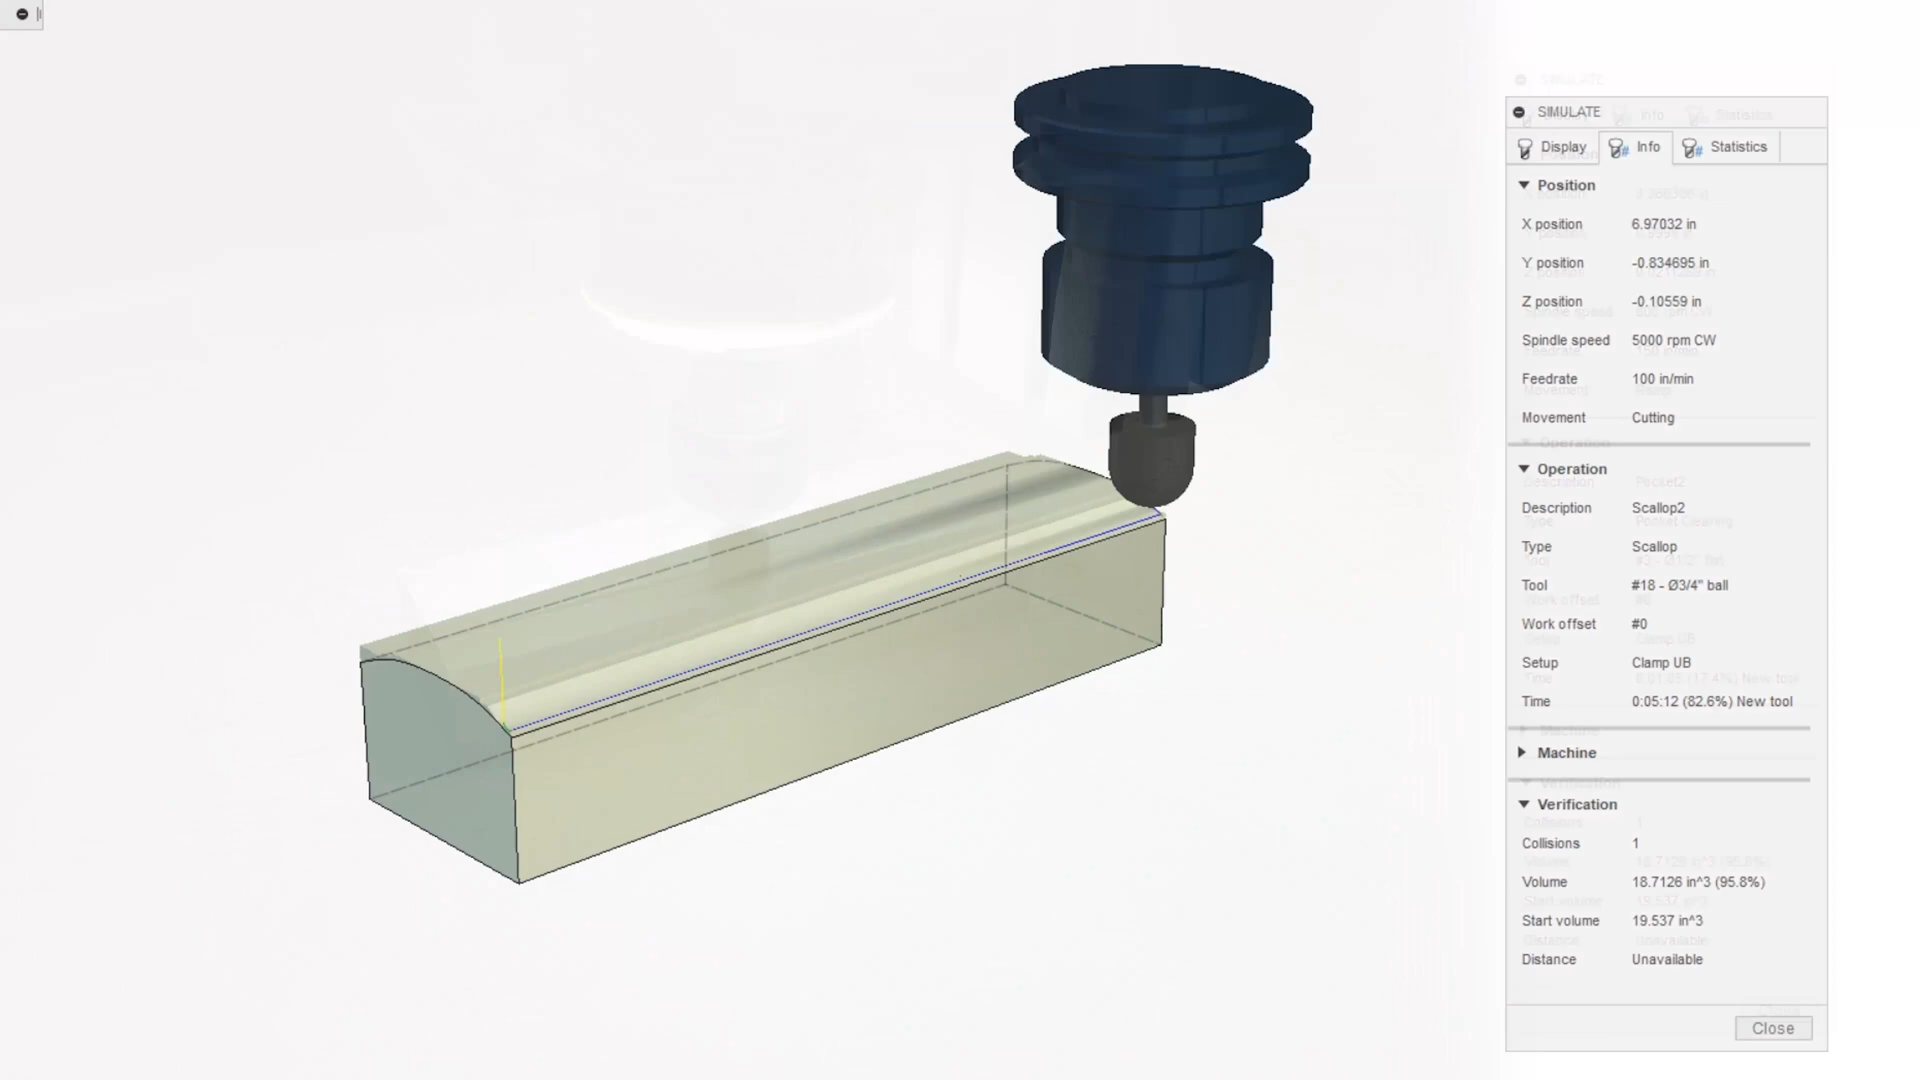 SIMULATE
Display Info Statistics
Position
X position 6.97032 in
Y position -0.834695 in
Z position -0.10559 in
Spindle speed 5000 rpm CW
Feedrate 100 in/min
Movement Cutting
Operation
Description Scallop2
Type Scallop
Tool #18 - Ø3/4" ball
Work offset #0
Setup Clamp UB
Time 0:05:12 (82.6%) New tool
Machine
Verification
Collisions 1
Volume 18.7126 in^3 (95.8%)
Start volume 19.537 in^3
Distance Unavailable
Close